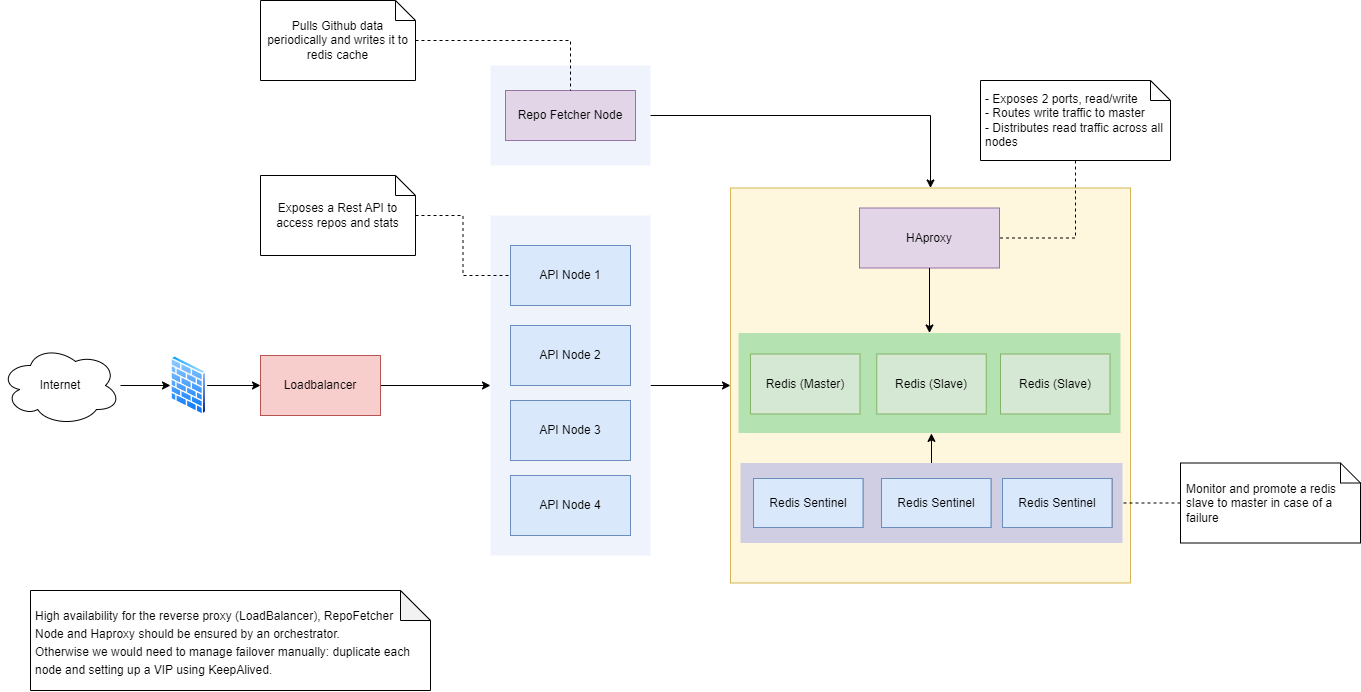 Pulls Github data
periodically and writes it to
redis cache
Repo Fetcher Node
- Exposes 2 ports, read/write
- Routes write traffic to master
- Distributes read traffic across all
nodes
Exposes a Rest API to
access repos and stats
HAproxy
API Node 1
API Node 2
API Node 3
API Node 4
Internet
Loadbalancer
Redis (Master)
Redis (Slave)
Redis (Slave)
Redis Sentinel
Redis Sentinel
Redis Sentinel
Monitor and promote a redis
slave to master in case of a
failure
High availability for the reverse proxy (LoadBalancer), RepoFetcher
Node and Haproxy should be ensured by an orchestrator.
Otherwise we would need to manage failover manually: duplicate each
node and setting up a VIP using KeepAlived.